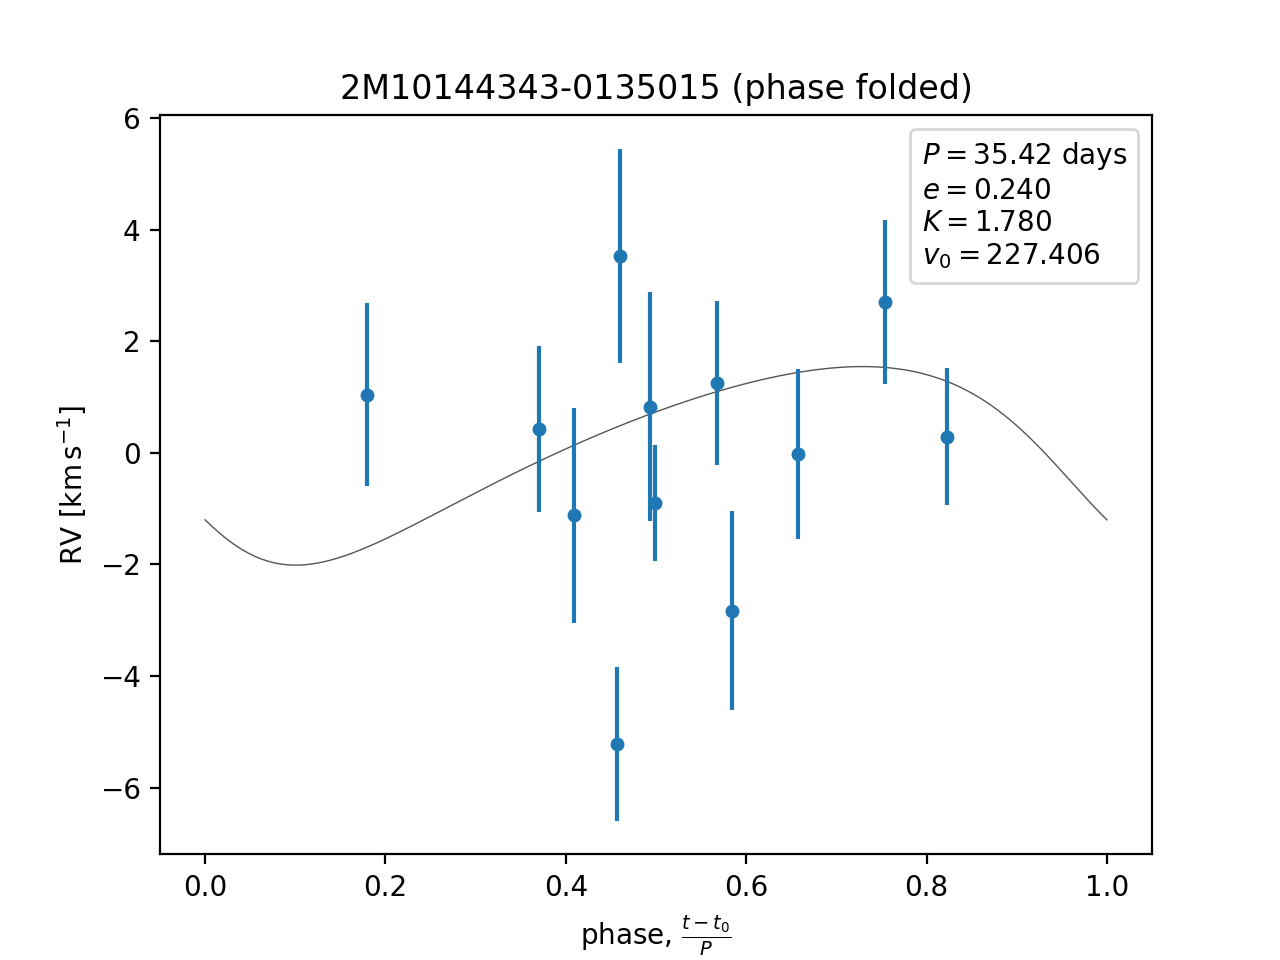 2M10144343-0135015 (phase folded)
P = 35.42 days
e = 0.240
K = 1.780
v₀ = 227.406
6
4
2
0
−2
−4
−6
RV [km s⁻¹]
0.0 0.2 0.4 0.6 0.8 1.0
phase, (t − t₀)/P